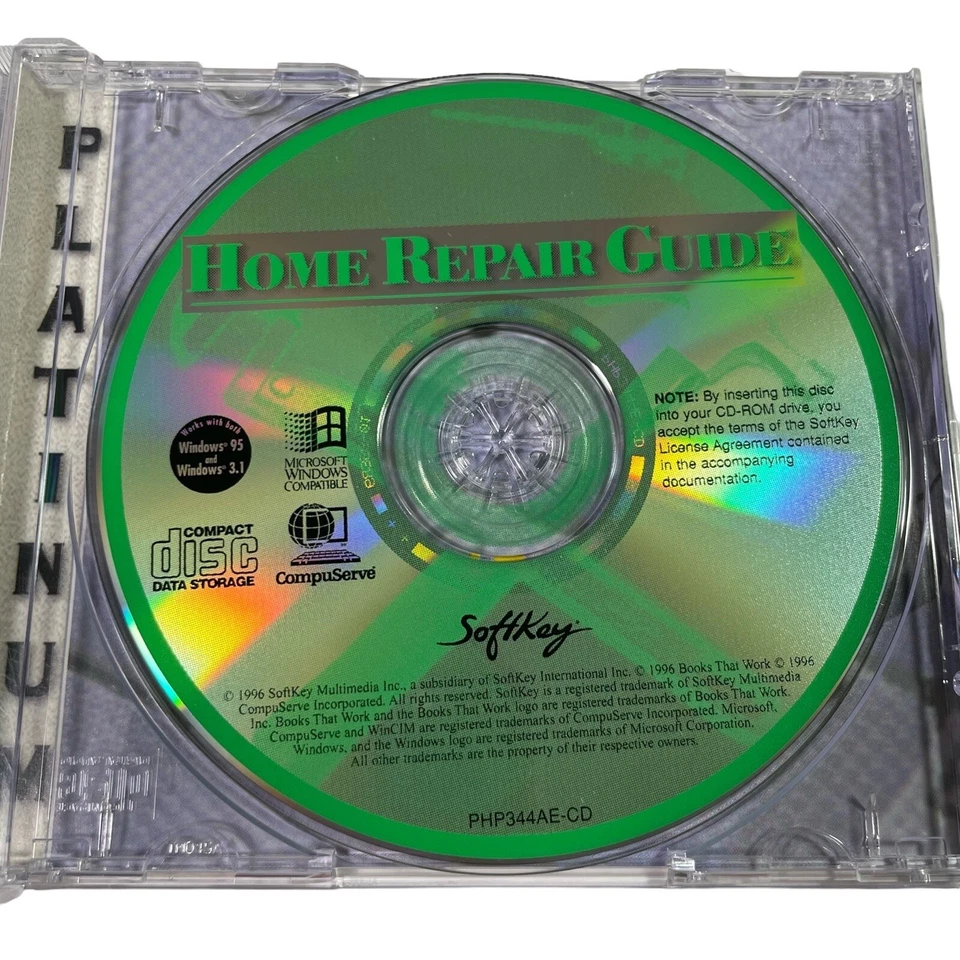 PLATINUM
HOME REPAIR GUIDE
Works with both
Windows® 95
and
Windows® 3.1
MICROSOFT®
WINDOWS™
COMPATIBLE
NOTE: By inserting this disc
into your CD-ROM drive, you
accept the terms of the SoftKey
License Agreement contained
in the accompanying
documentation.
COMPACT
disc
DATA STORAGE
CompuServe®
SoftKey®
© 1996 SoftKey Multimedia Inc., a subsidiary of SoftKey International Inc. © 1996 Books That Work © 1996
CompuServe Incorporated. All rights reserved. SoftKey is a registered trademark of SoftKey Multimedia
Inc. Books That Work and the Books That Work logo are registered trademarks of Books That Work.
CompuServe and WinCIM are registered trademarks of CompuServe Incorporated. Microsoft,
Windows, and the Windows logo are registered trademarks of Microsoft Corporation.
All other trademarks are the property of their respective owners.
PHP344AE-CD